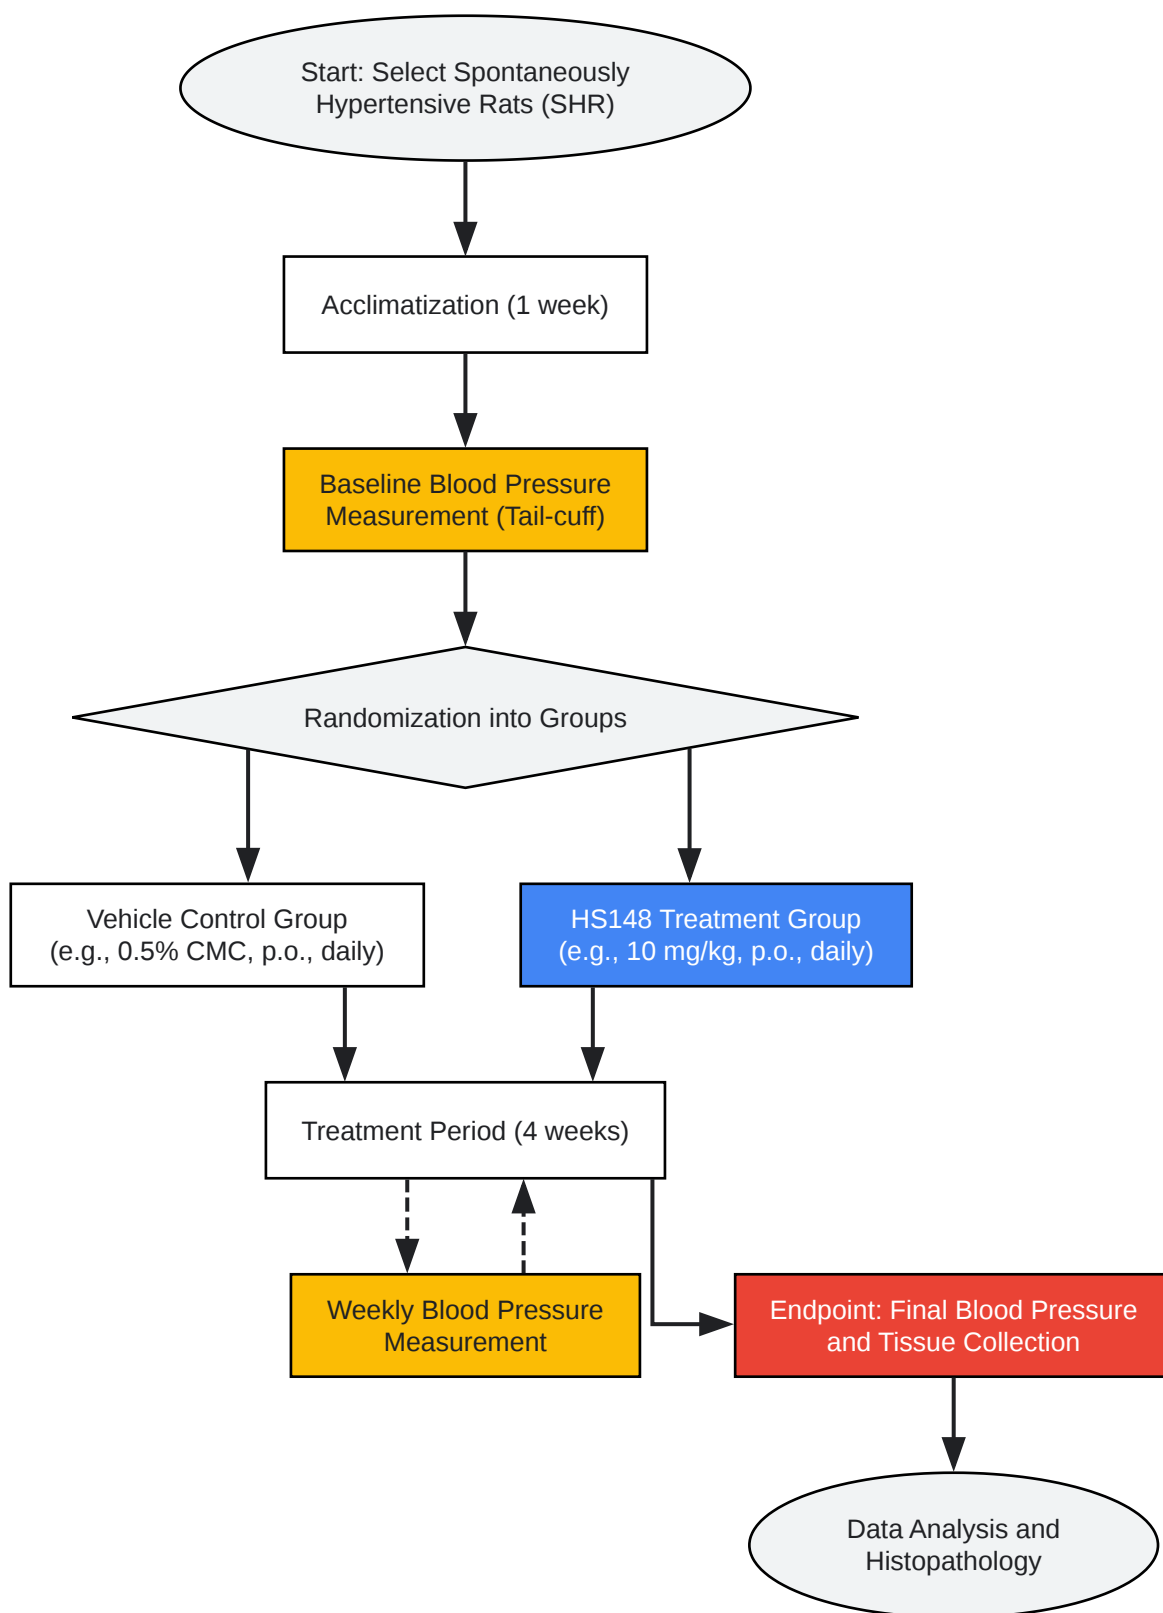 Start: Select Spontaneously
Hypertensive Rats (SHR)
Acclimatization (1 week)
Baseline Blood Pressure
Measurement (Tail-cuff)
Randomization into Groups
Vehicle Control Group
(e.g., 0.5% CMC, p.o., daily)
HS148 Treatment Group
(e.g., 10 mg/kg, p.o., daily)
Treatment Period (4 weeks)
Weekly Blood Pressure
Measurement
Endpoint: Final Blood Pressure
and Tissue Collection
Data Analysis and
Histopathology